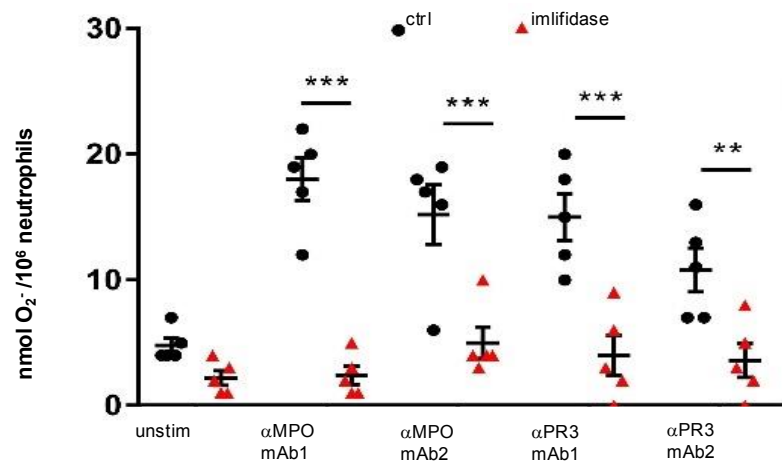 ctrl
imlifidase
30
20
10
0
***
***
***
**
nmol O₂⁻ /10⁶ neutrophils
unstim
αMPO mAb1
αMPO mAb2
αPR3 mAb1
αPR3 mAb2